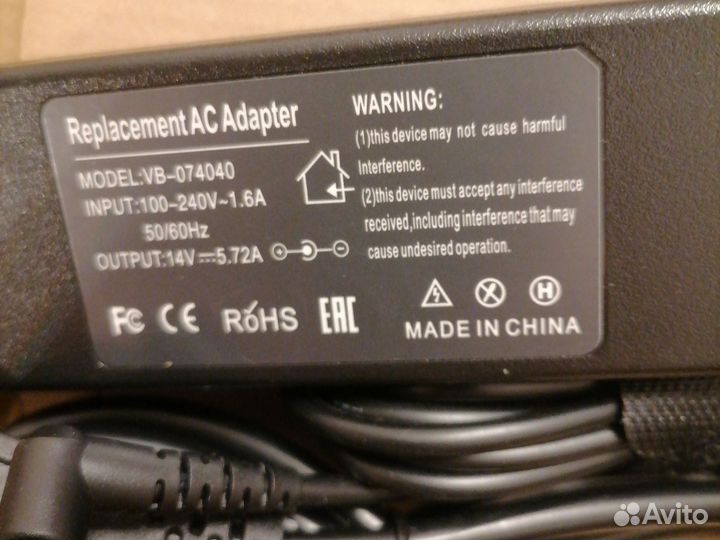 Replacement AC Adapter
MODEL:VB-074040
INPUT:100-240V~1.6A
50/60Hz
OUTPUT:14V⎓5.72A
WARNING:
(1)this device may not cause harmful
Interference.
(2)this device must accept any interference
received,including interference that may
cause undesired operation.
FC CE RoHS EAC
H
MADE IN CHINA
Avito